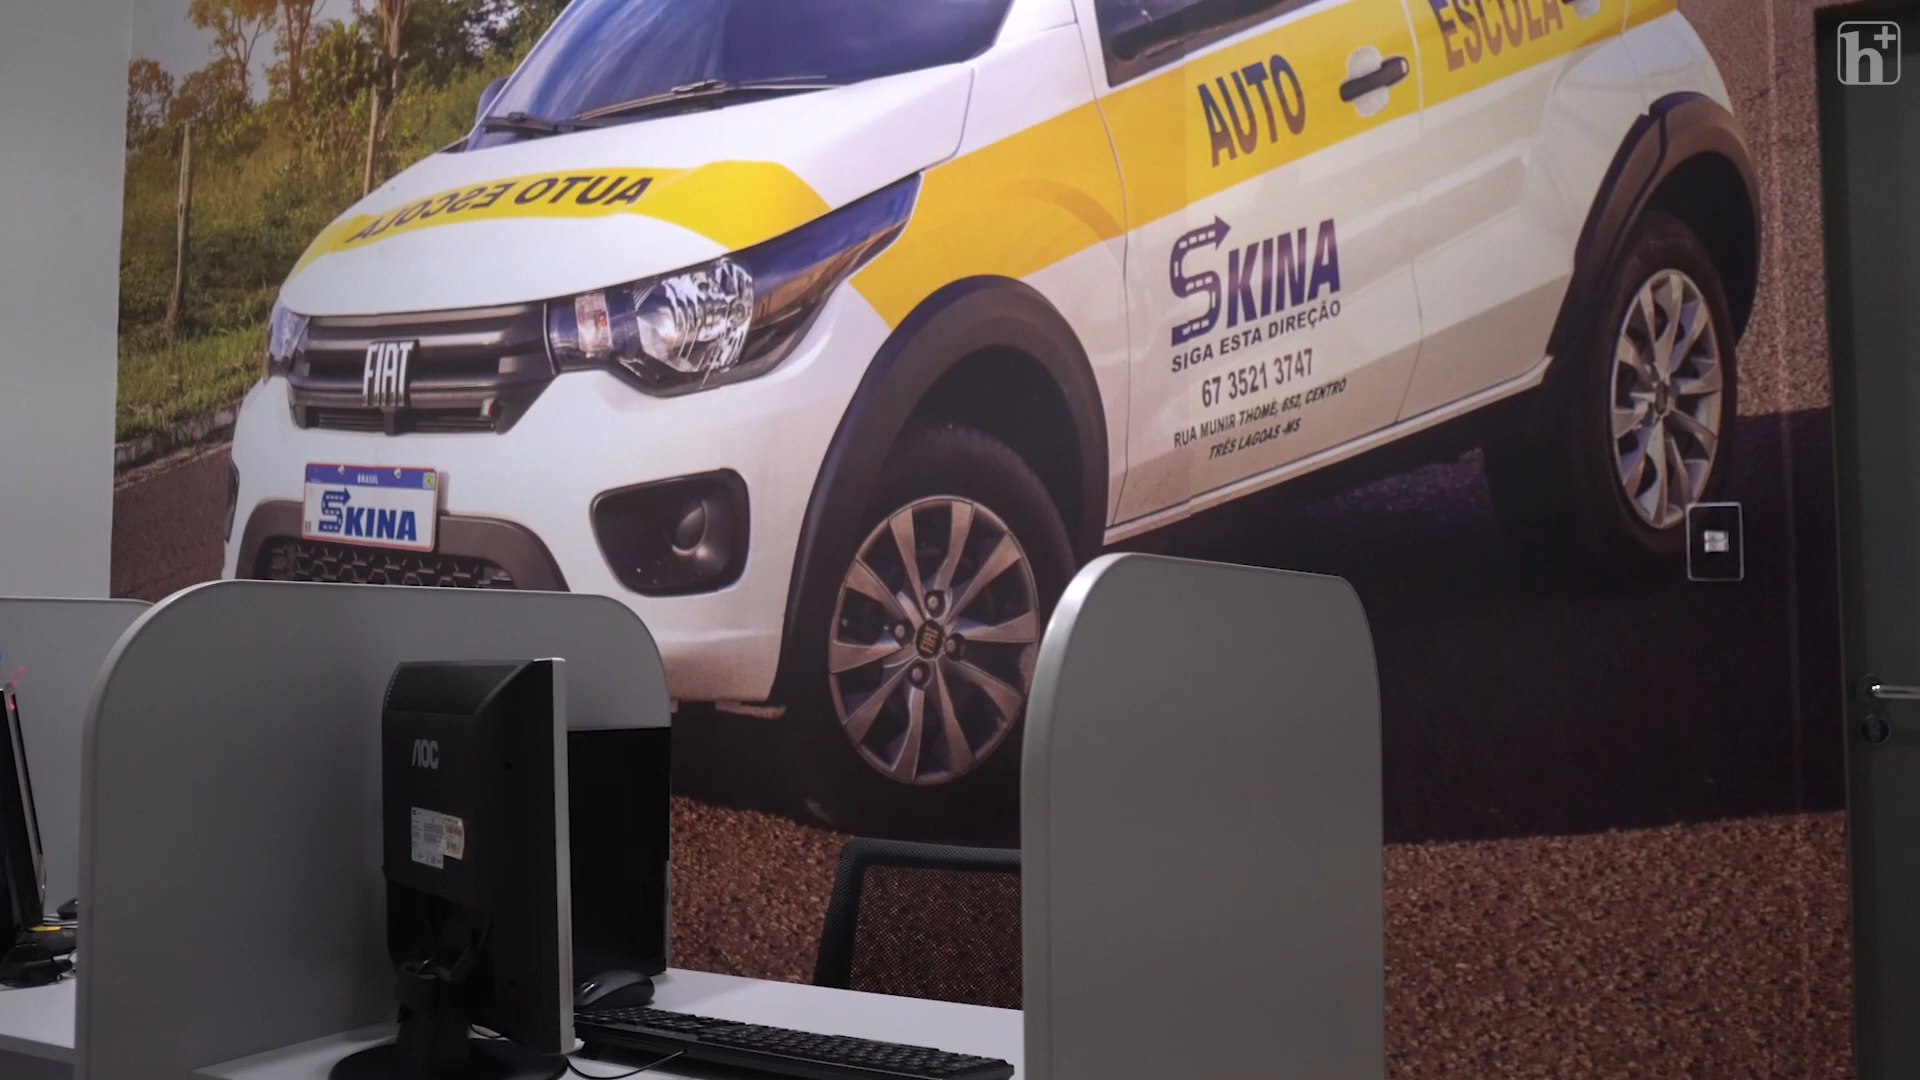 h+
AUTO ESCOLA
AUTO ESCOLA
SKINA
SIGA ESTA DIREÇÃO
67 3521 3747
RUA MUNIR THOMÉ, 652, CENTRO
TRÊS LAGOAS -MS
FIAT
BRASIL
SKINA
FIAT
AOC